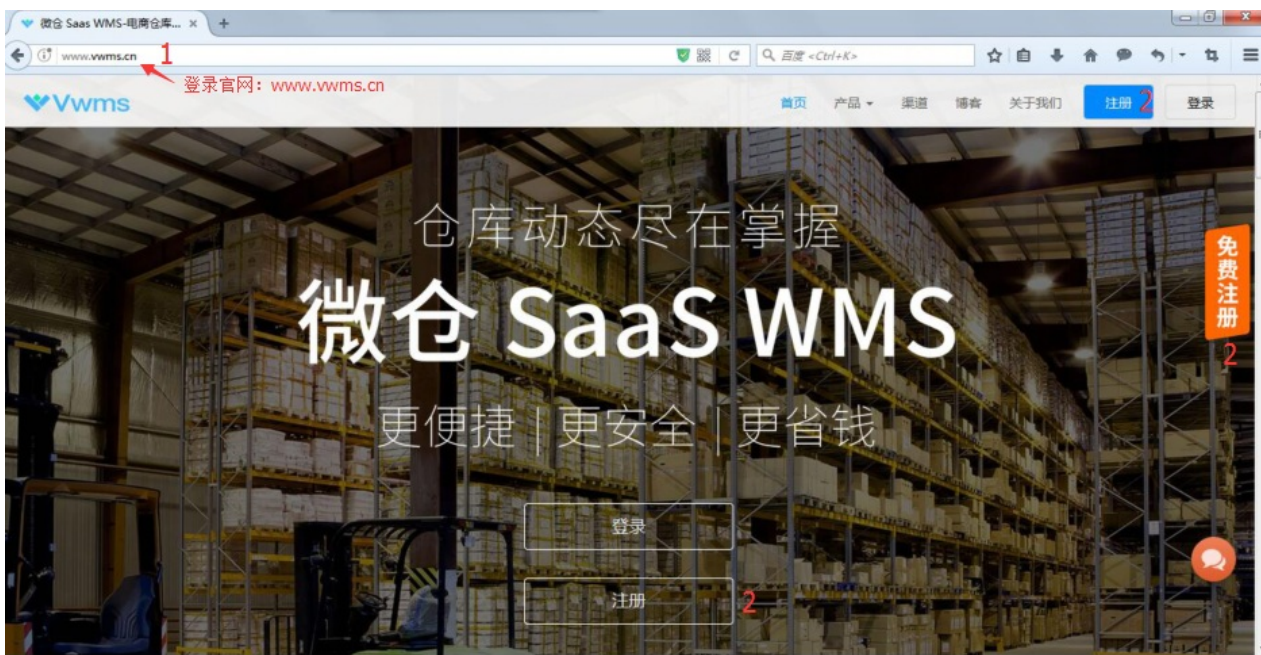 微仓 Saas WMS-电商仓库... × +
www.vwms.cn 1 百度 <Ctrl+K>
登录官网：www.vwms.cn
Vwms 首页 产品 渠道 博客 关于我们 注册 2 登录
仓库动态尽在掌握
微仓 SaaS WMS
更便捷 | 更安全 | 更省钱
登录
注册 2
免费注册
2